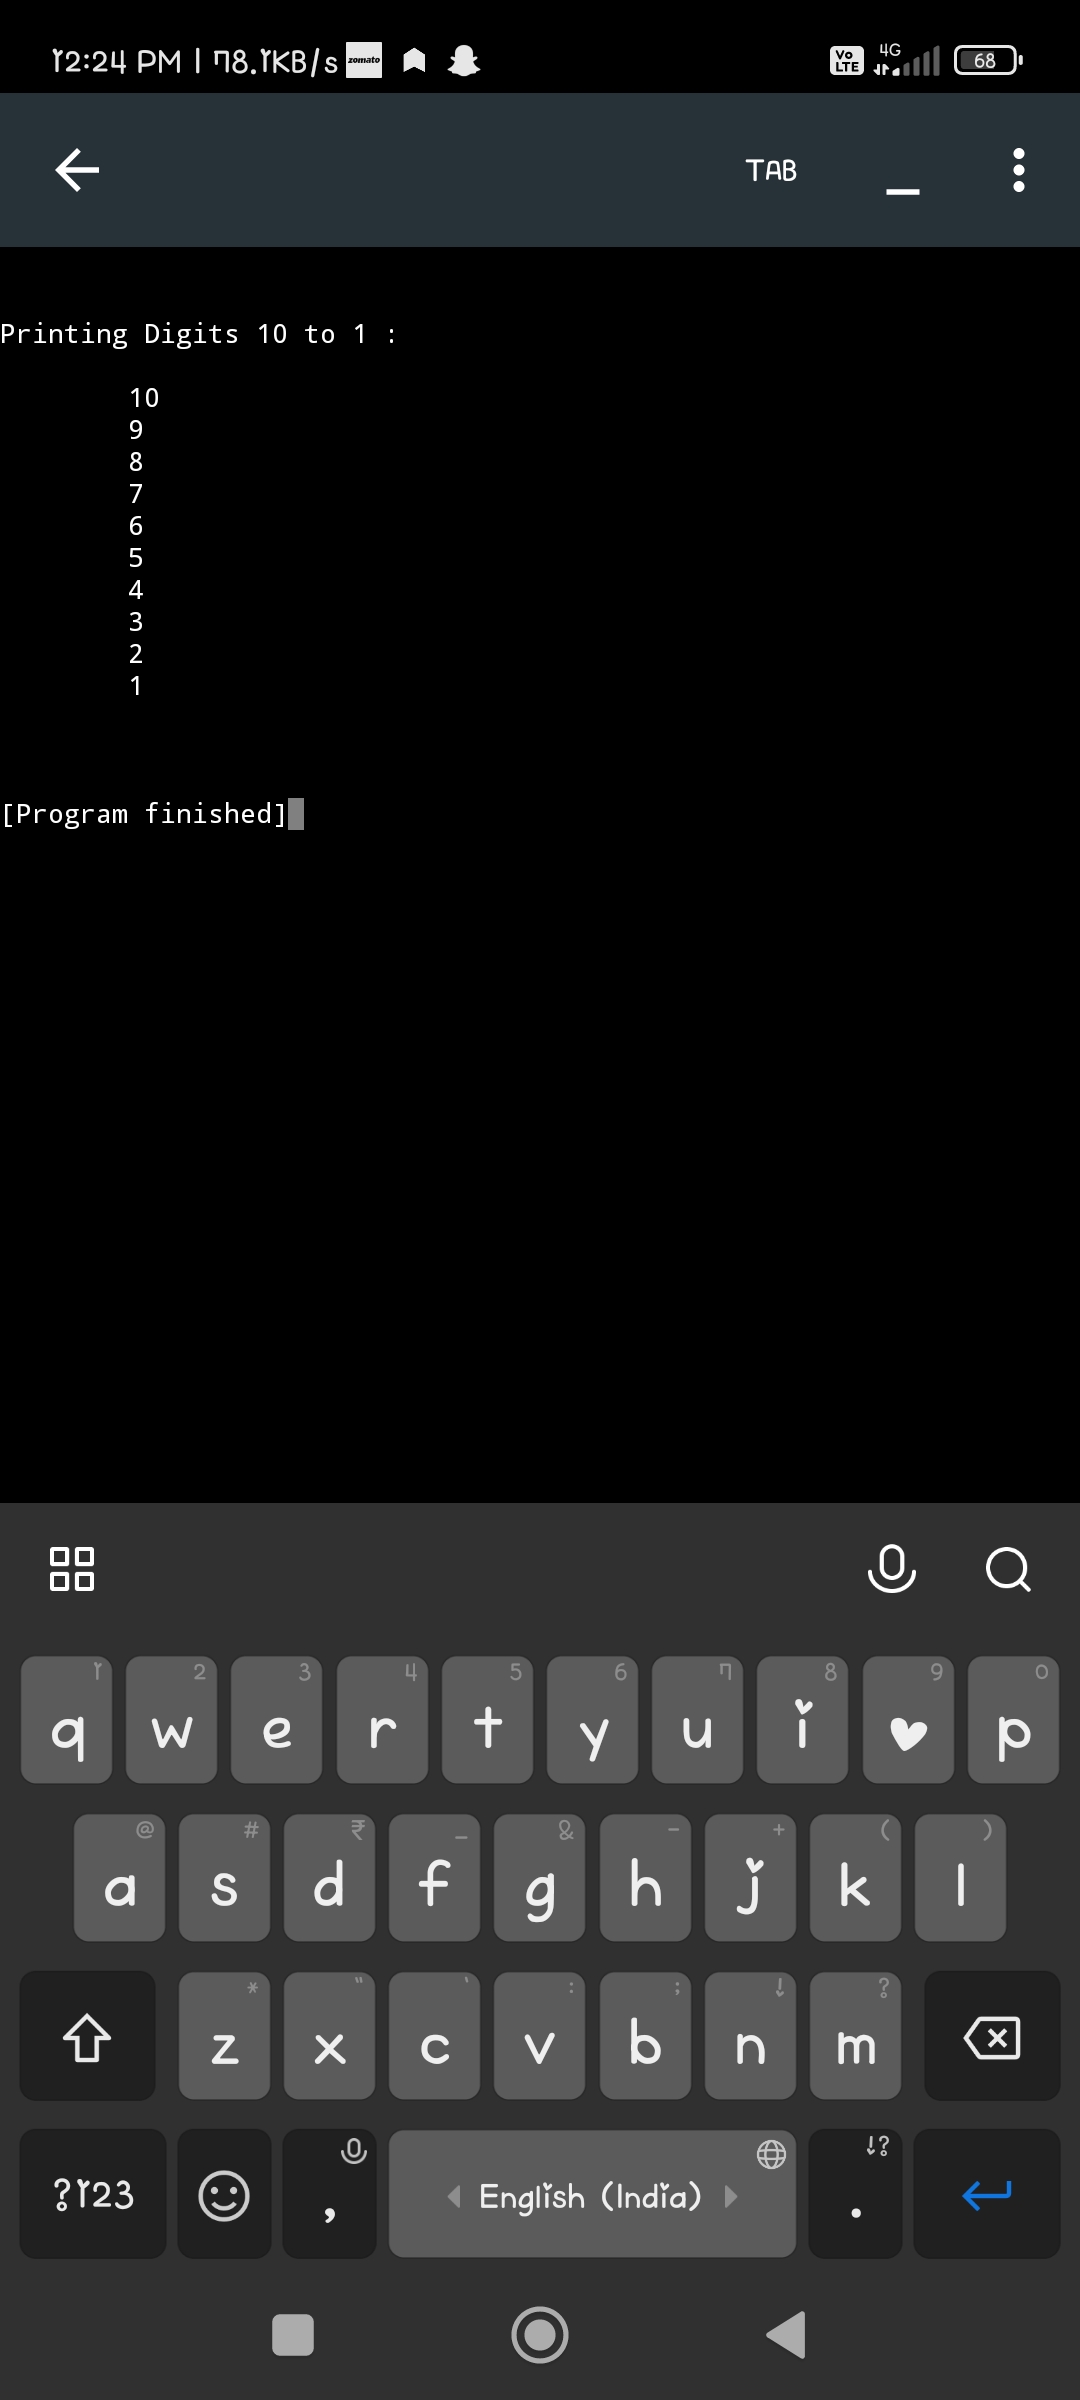 12:24 PM | 78.1KB/s zomato Vo LTE 4G 68
TAB _
Printing Digits 10 to 1 :
10
9
8
7
6
5
4
3
2
1
[Program finished]
1 2 3 4 5 6 7 8 9 0
q w e r t y u i p
@ # ₹ _ & - + ( )
a s d f g h j k l
* " ' : ; ! ?
z x c v b n m
!?
?123 , English (India) .